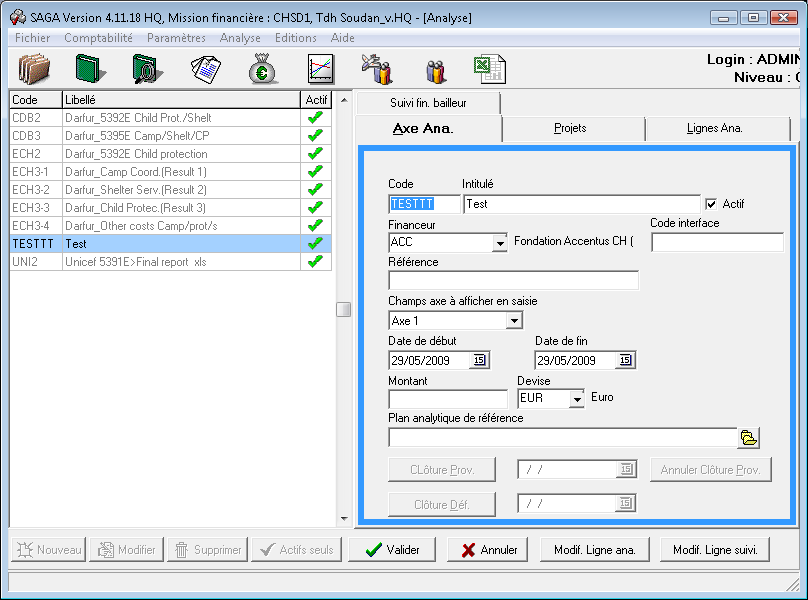 SAGA Version 4.11.18 HQ, Mission financière : CHSD1, Tdh Soudan_v.HQ - [Analyse]
Fichier Comptabilité Paramètres Analyse Editions Aide
Login : ADMIN
Niveau : 
Code Libellé Actif
CDB2 Darfur_5392E Child Prot./Shelt
CDB3 Darfur_5395E Camp/Shelt/CP
ECH2 Darfur_5392E Child protection
ECH3-1 Darfur_Camp Coord.(Result 1)
ECH3-2 Darfur_Shelter Serv.(Result 2)
ECH3-3 Darfur_Child Protec.(Result 3)
ECH3-4 Darfur_Other costs Camp/prot/s
TESTTT Test
UNI2 Unicef 5391E>Final report xls
Suivi fin. bailleur
Axe Ana. Projets Lignes Ana.
Code Intitulé
TESTTT Test Actif
Financeur Code interface
ACC Fondation Accentus CH (
Référence
Champs axe à afficher en saisie
Axe 1
Date de début Date de fin
29/05/2009 15 29/05/2009 15
Montant Devise
EUR Euro
Plan analytique de référence
CLôture Prov. / / 15 Annuler Clôture Prov.
Clôture Déf. / / 15
Nouveau Modifier Supprimer Actifs seuls Valider Annuler Modif. Ligne ana. Modif. Ligne suivi.